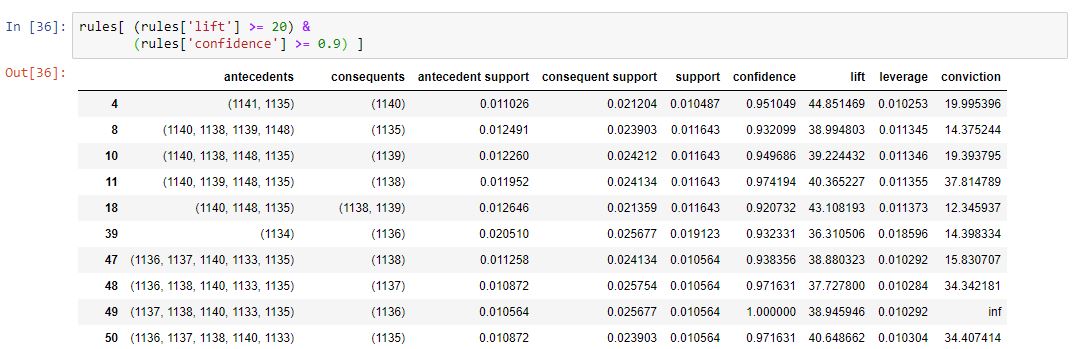 In [36]: rules[ (rules['lift'] >= 20) &
(rules['confidence'] >= 0.9) ]
Out[36]:
antecedents consequents antecedent support consequent support support confidence lift leverage conviction
4 (1141, 1135) (1140) 0.011026 0.021204 0.010487 0.951049 44.851469 0.010253 19.995396
8 (1140, 1138, 1139, 1148) (1135) 0.012491 0.023903 0.011643 0.932099 38.994803 0.011345 14.375244
10 (1140, 1138, 1148, 1135) (1139) 0.012260 0.024212 0.011643 0.949686 39.224432 0.011346 19.393795
11 (1140, 1139, 1148, 1135) (1138) 0.011952 0.024134 0.011643 0.974194 40.365227 0.011355 37.814789
18 (1140, 1148, 1135) (1138, 1139) 0.012646 0.021359 0.011643 0.920732 43.108193 0.011373 12.345937
39 (1134) (1136) 0.020510 0.025677 0.019123 0.932331 36.310506 0.018596 14.398334
47 (1136, 1137, 1140, 1133, 1135) (1138) 0.011258 0.024134 0.010564 0.938356 38.880323 0.010292 15.830707
48 (1136, 1138, 1140, 1133, 1135) (1137) 0.010872 0.025754 0.010564 0.971631 37.727800 0.010284 34.342181
49 (1137, 1138, 1140, 1133, 1135) (1136) 0.010564 0.025677 0.010564 1.000000 38.945946 0.010292 inf
50 (1136, 1137, 1138, 1140, 1133) (1135) 0.010872 0.023903 0.010564 0.971631 40.648662 0.010304 34.407414